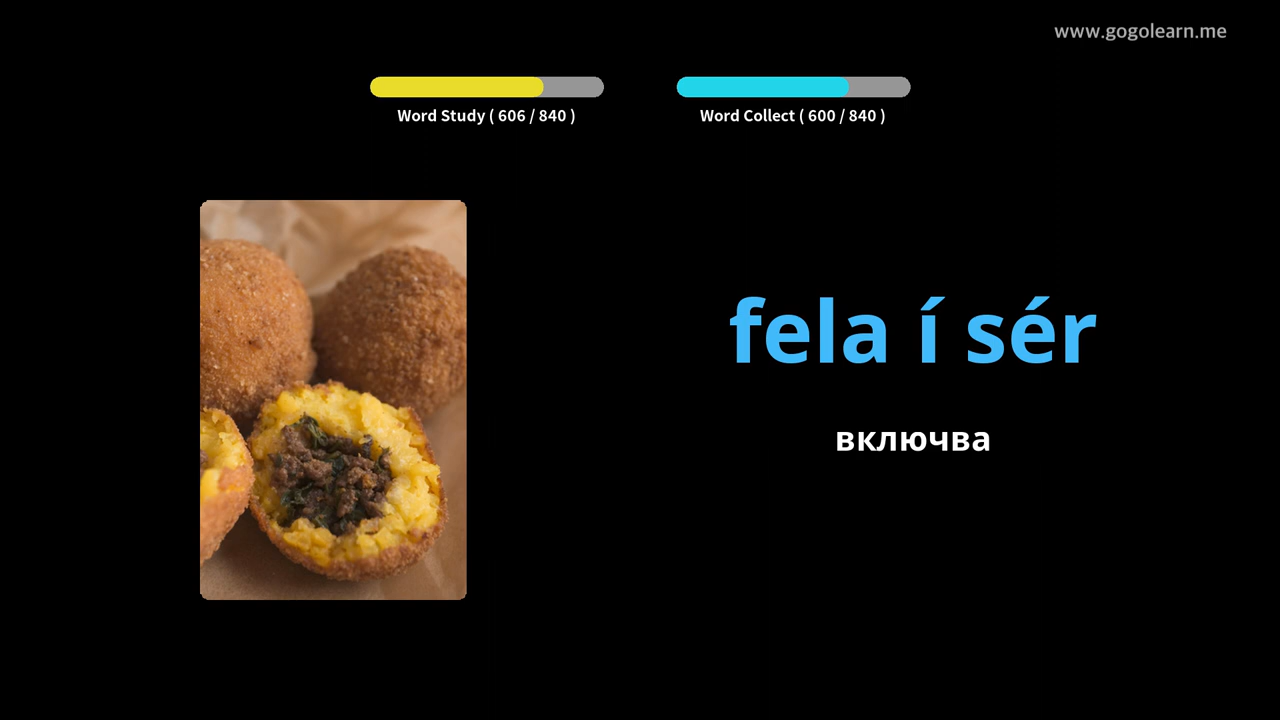 www.gogolearn.me
Word Study ( 606 / 840 )
Word Collect ( 600 / 840 )
fela í sér
включва